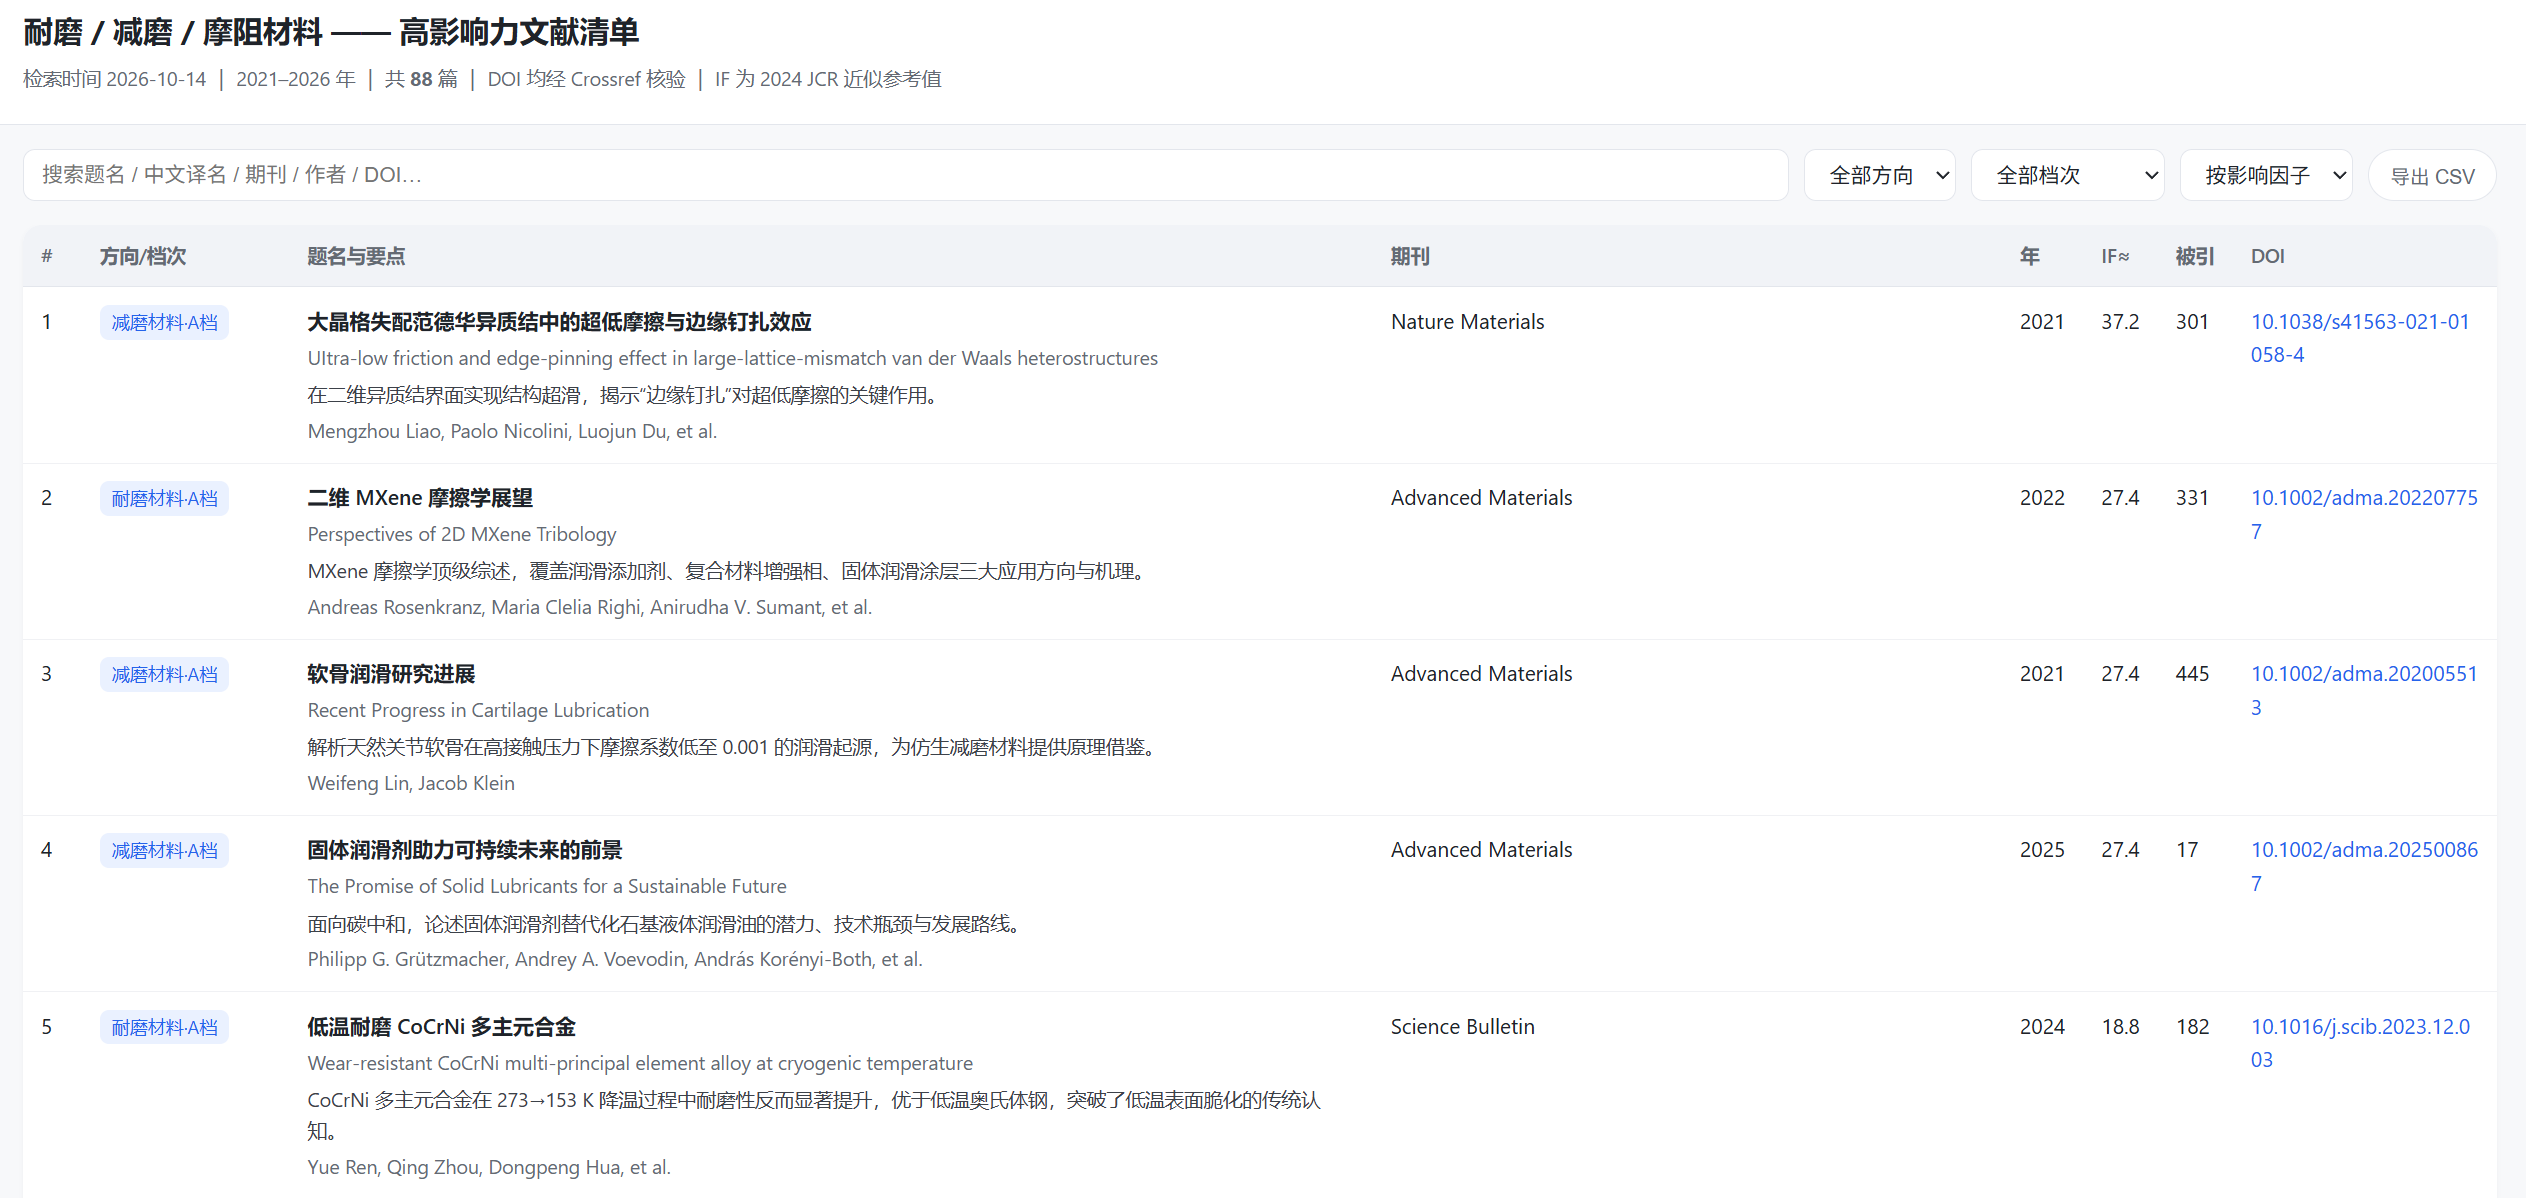 耐磨 / 减磨 / 摩阻材料 —— 高影响力文献清单
检索时间 2026-10-14 | 2021–2026 年 | 共 88 篇 | DOI 均经 Crossref 核验 | IF 为 2024 JCR 近似参考值
搜索题名 / 中文译名 / 期刊 / 作者 / DOI… 全部方向 全部档次 按影响因子 导出 CSV
# 方向/档次 题名与要点 期刊 年 IF≈ 被引 DOI
1 减磨材料·A档 大晶格失配范德华异质结中的超低摩擦与边缘钉扎效应 Nature Materials 2021 37.2 301 10.1038/s41563-021-01
058-4
Ultra-low friction and edge-pinning effect in large-lattice-mismatch van der Waals heterostructures
在二维异质结界面实现结构超滑，揭示“边缘钉扎”对超低摩擦的关键作用。
Mengzhou Liao, Paolo Nicolini, Luojun Du, et al.
2 耐磨材料·A档 二维 MXene 摩擦学展望 Advanced Materials 2022 27.4 331 10.1002/adma.20220775
7
Perspectives of 2D MXene Tribology
MXene 摩擦学顶级综述，覆盖润滑添加剂、复合材料增强相、固体润滑涂层三大应用方向与机理。
Andreas Rosenkranz, Maria Clelia Righi, Anirudha V. Sumant, et al.
3 减磨材料·A档 软骨润滑研究进展 Advanced Materials 2021 27.4 445 10.1002/adma.20200551
3
Recent Progress in Cartilage Lubrication
解析天然关节软骨在高接触压力下摩擦系数低至 0.001 的润滑起源，为仿生减磨材料提供原理借鉴。
Weifeng Lin, Jacob Klein
4 减磨材料·A档 固体润滑剂助力可持续未来的前景 Advanced Materials 2025 27.4 17 10.1002/adma.20250086
7
The Promise of Solid Lubricants for a Sustainable Future
面向碳中和，论述固体润滑剂替代化石基液体润滑油的潜力、技术瓶颈与发展路线。
Philipp G. Grützmacher, Andrey A. Voevodin, András Korényi-Both, et al.
5 耐磨材料·A档 低温耐磨 CoCrNi 多主元合金 Science Bulletin 2024 18.8 182 10.1016/j.scib.2023.12.0
03
Wear-resistant CoCrNi multi-principal element alloy at cryogenic temperature
CoCrNi 多主元合金在 273→153 K 降温过程中耐磨性反而显著提升，优于低温奥氏体钢，突破了低温表面脆化的传统认
知。
Yue Ren, Qing Zhou, Dongpeng Hua, et al.